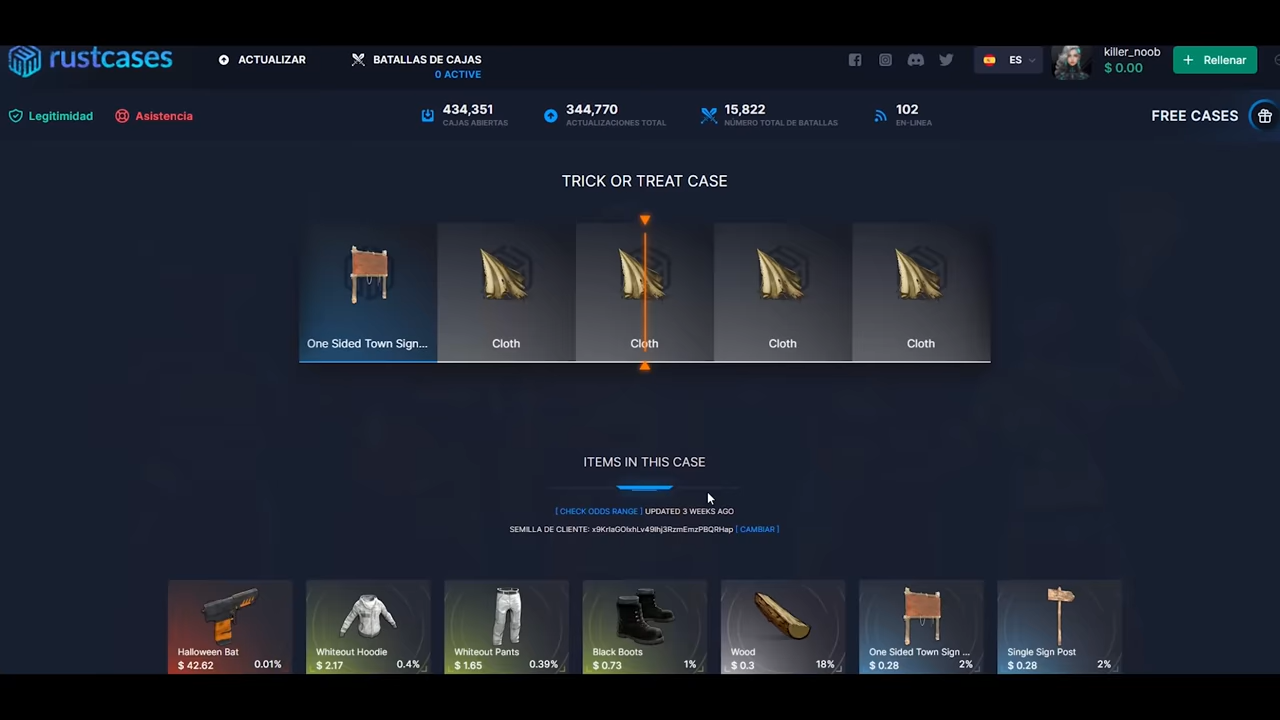 rustcases
ACTUALIZAR
BATALLAS DE CAJAS
0 ACTIVE
ES
killer_noob
$ 0.00
Rellenar
Legitimidad
Asistencia
434,351
CAJAS ABIERTAS
344,770
ACTUALIZACIONES TOTAL
15,822
NÚMERO TOTAL DE BATALLAS
102
EN-LINEA
FREE CASES
TRICK OR TREAT CASE
One Sided Town Sign...
Cloth
Cloth
Cloth
Cloth
ITEMS IN THIS CASE
[ CHECK ODDS RANGE ] UPDATED 3 WEEKS AGO
SEMILLA DE CLIENTE: [ CAMBIAR ]
Halloween Bat
$ 42.62 0.01%
Whiteout Hoodie
$ 2.17 0.4%
Whiteout Pants
$ 1.65 0.39%
Black Boots
$ 0.73 1%
Wood
$ 0.3 18%
One Sided Town Sign ...
$ 0.28 2%
Single Sign Post
$ 0.28 2%